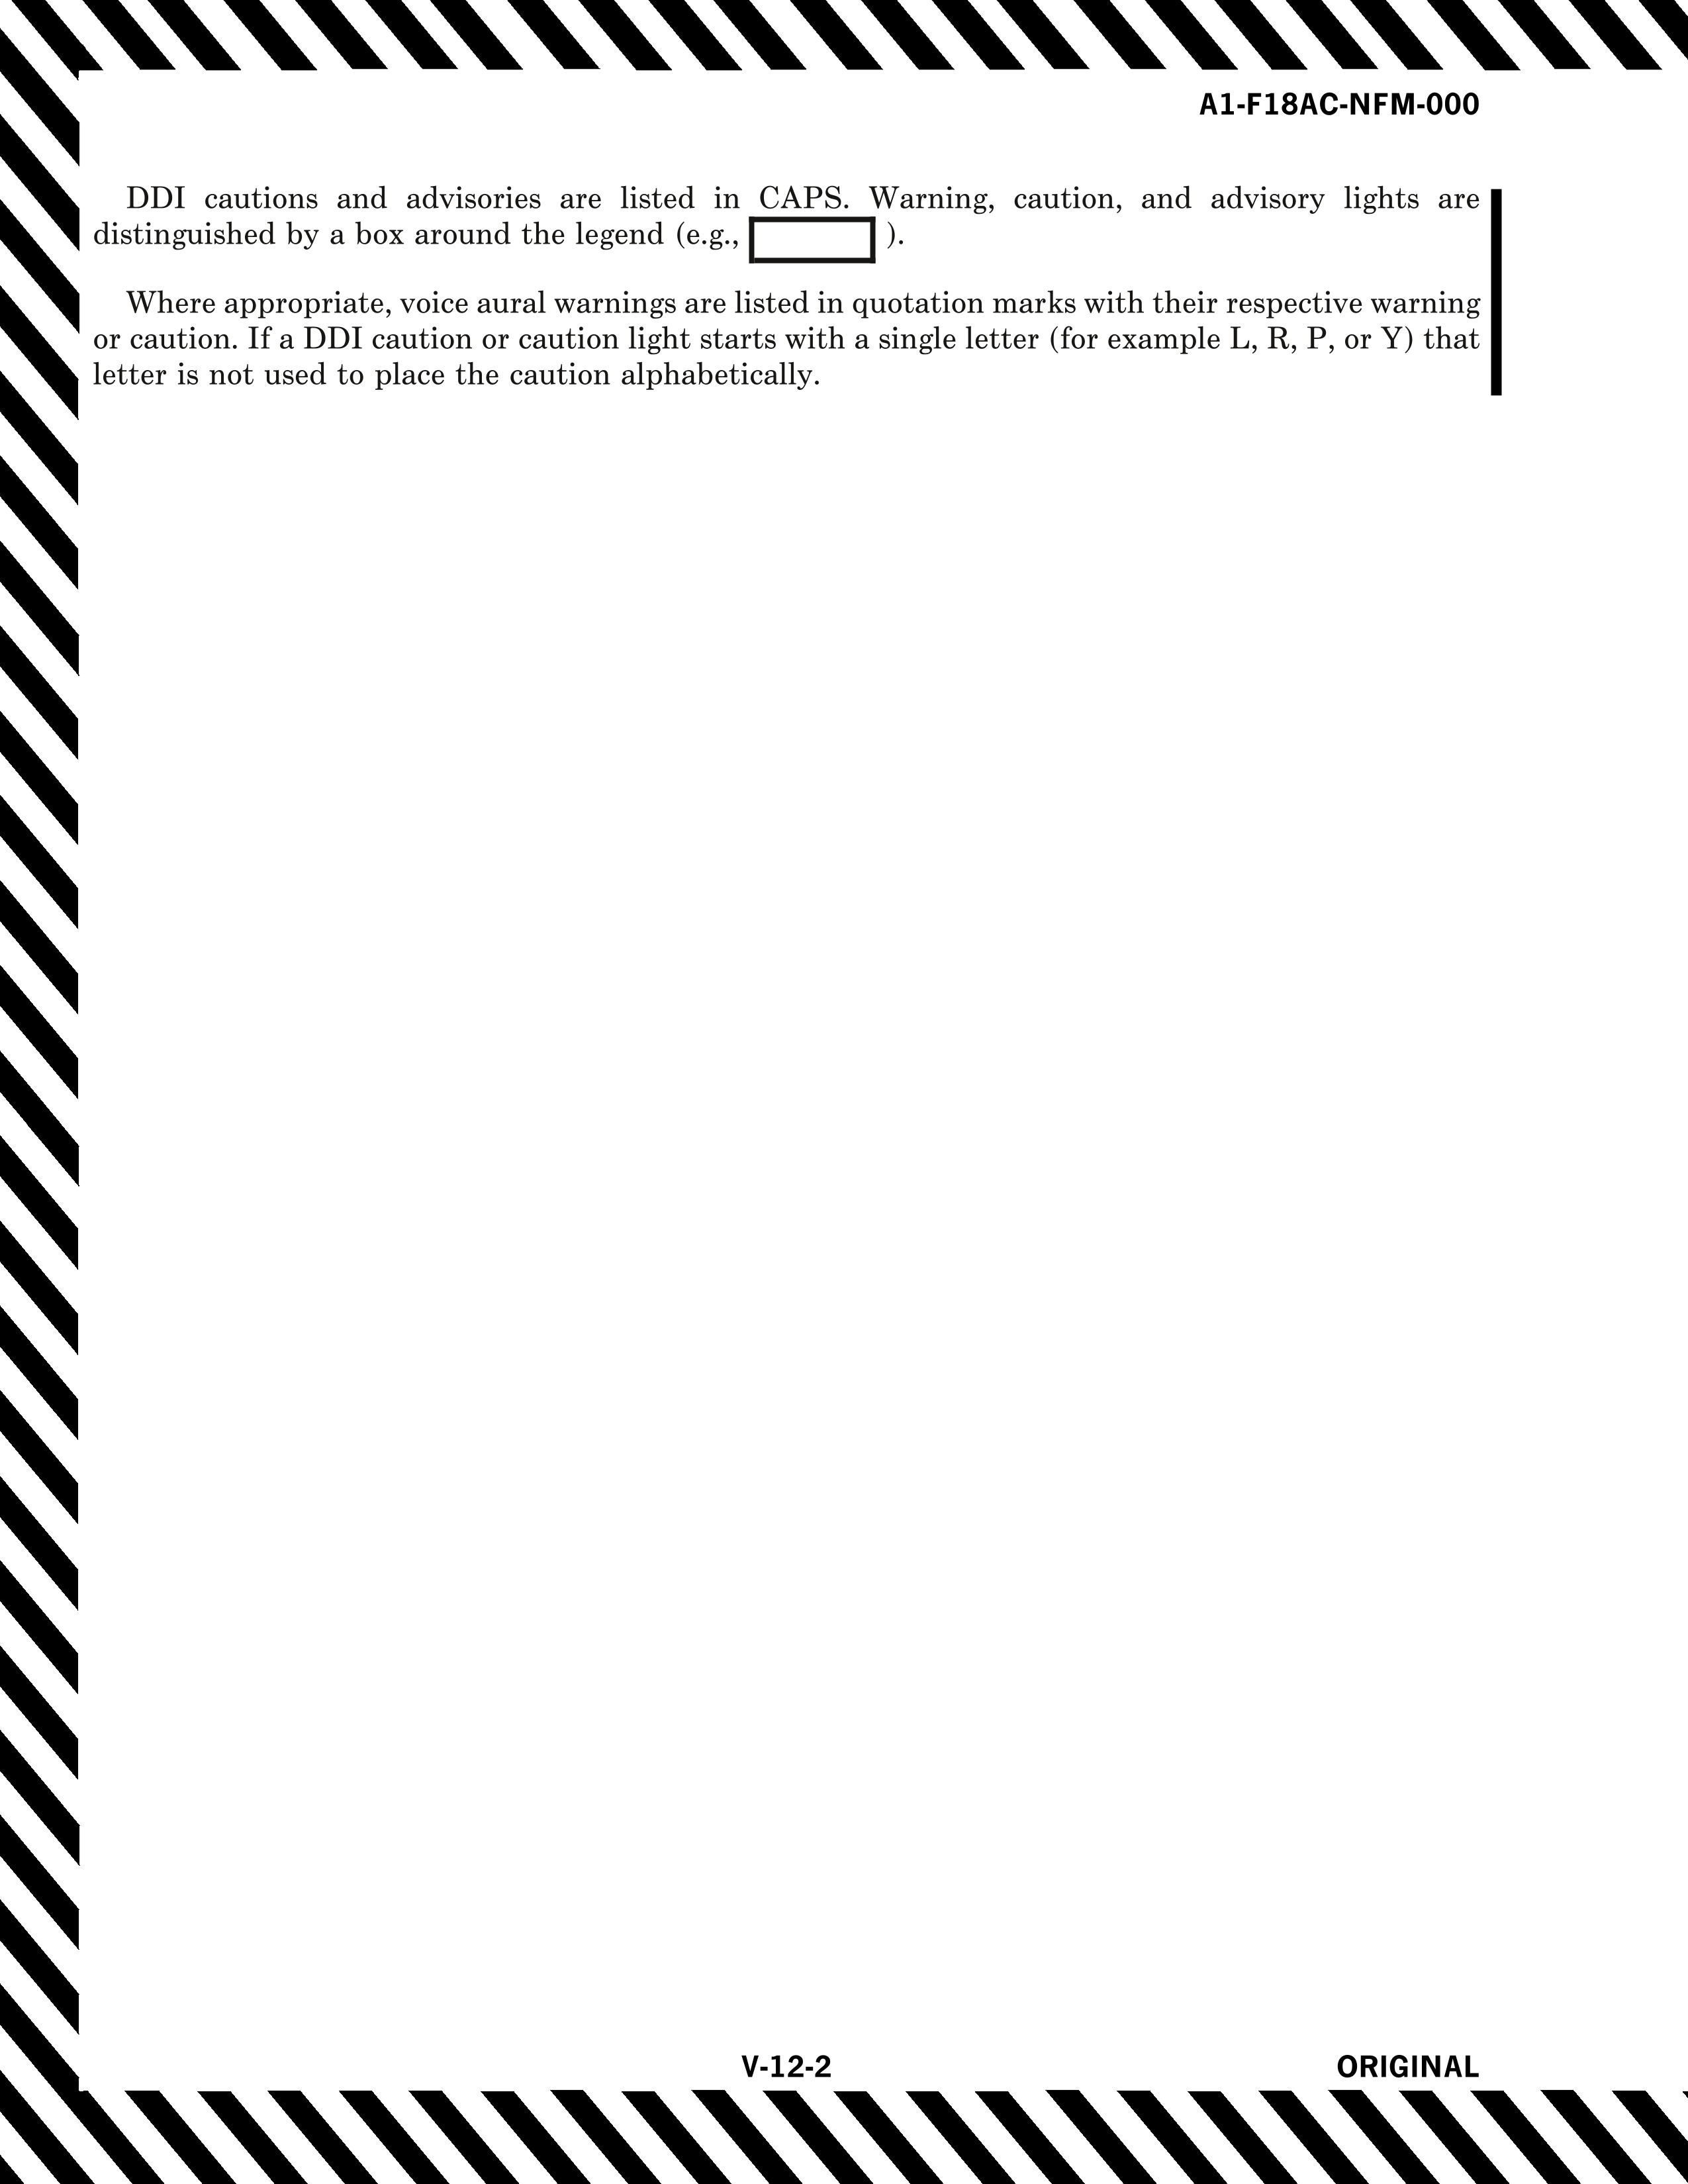 A1-F18AC-NFM-000
DDI cautions and advisories are listed in CAPS. Warning, caution, and advisory lights are
distinguished by a box around the legend (e.g., ).
Where appropriate, voice aural warnings are listed in quotation marks with their respective warning
or caution. If a DDI caution or caution light starts with a single letter (for example L, R, P, or Y) that
letter is not used to place the caution alphabetically.
V-12-2 ORIGINAL